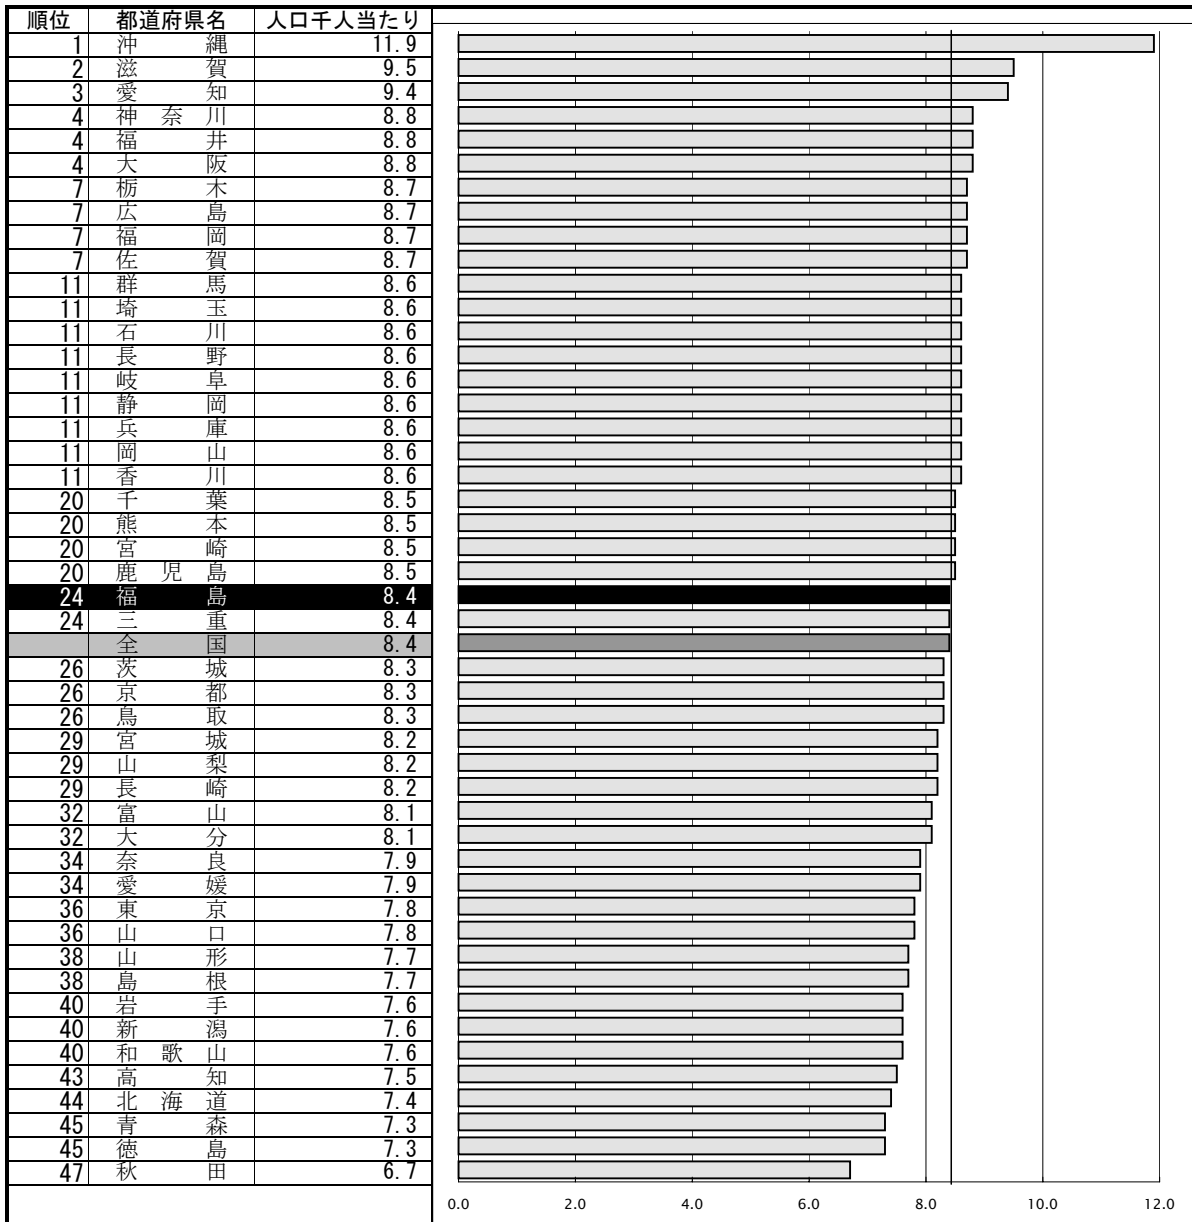 順位 都道府県名 人口千人当たり
1 沖縄 11.9
2 滋賀 9.5
3 愛知 9.4
4 神奈川 8.8
4 福井 8.8
4 大阪 8.8
7 栃木 8.7
7 広島 8.7
7 福岡 8.7
7 佐賀 8.7
11 群馬 8.6
11 埼玉 8.6
11 石川 8.6
11 長野 8.6
11 岐阜 8.6
11 静岡 8.6
11 兵庫 8.6
11 岡山 8.6
11 香川 8.6
20 千葉 8.5
20 熊本 8.5
20 宮崎 8.5
20 鹿児島 8.5
24 福島 8.4
24 三重 8.4
全国 8.4
26 茨城 8.3
26 京都 8.3
26 鳥取 8.3
29 宮城 8.2
29 山梨 8.2
29 長崎 8.2
32 富山 8.1
32 大分 8.1
34 奈良 7.9
34 愛媛 7.9
36 東京 7.8
36 山口 7.8
38 山形 7.7
38 島根 7.7
40 岩手 7.6
40 新潟 7.6
40 和歌山 7.6
43 高知 7.5
44 北海道 7.4
45 青森 7.3
45 徳島 7.3
47 秋田 6.7
0.0 2.0 4.0 6.0 8.0 10.0 12.0